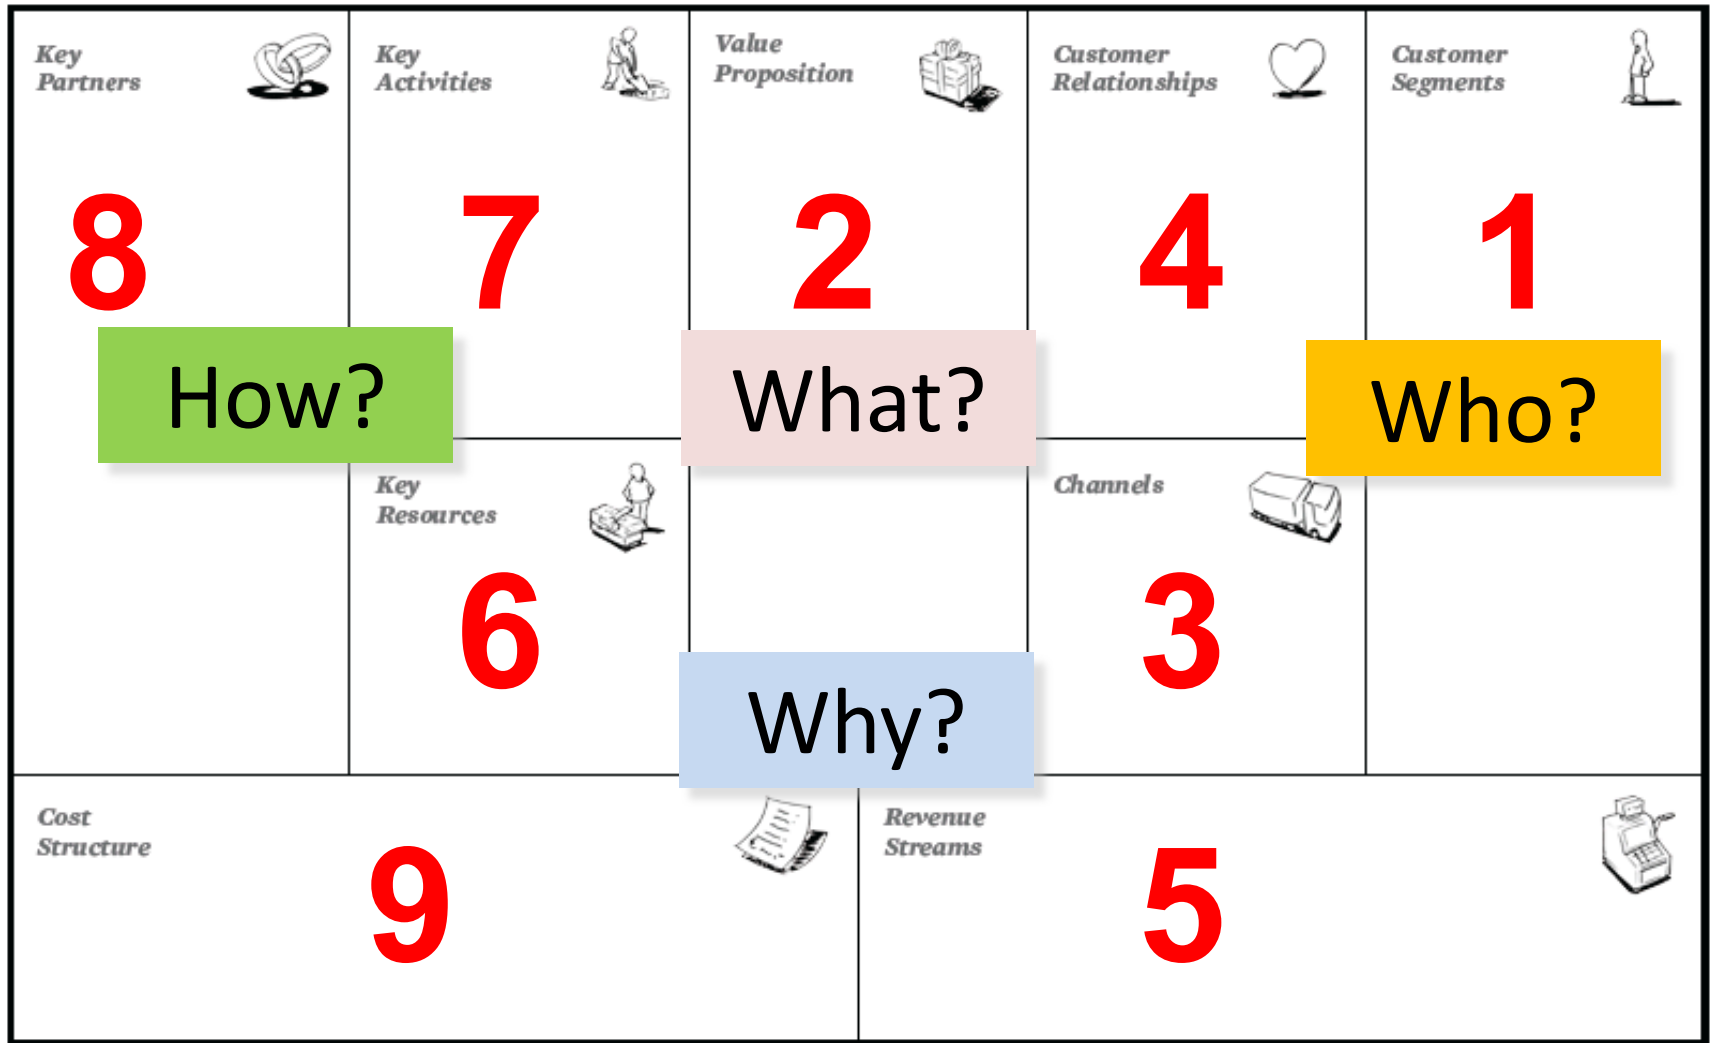 Key
Partners
8
Key
Activities
7
Value
Proposition
2
Customer
Relationships
4
Customer
Segments
1
How?
What?
Who?
Key
Resources
6
Channels
3
Why?
Cost
Structure
9
Revenue
Streams
5